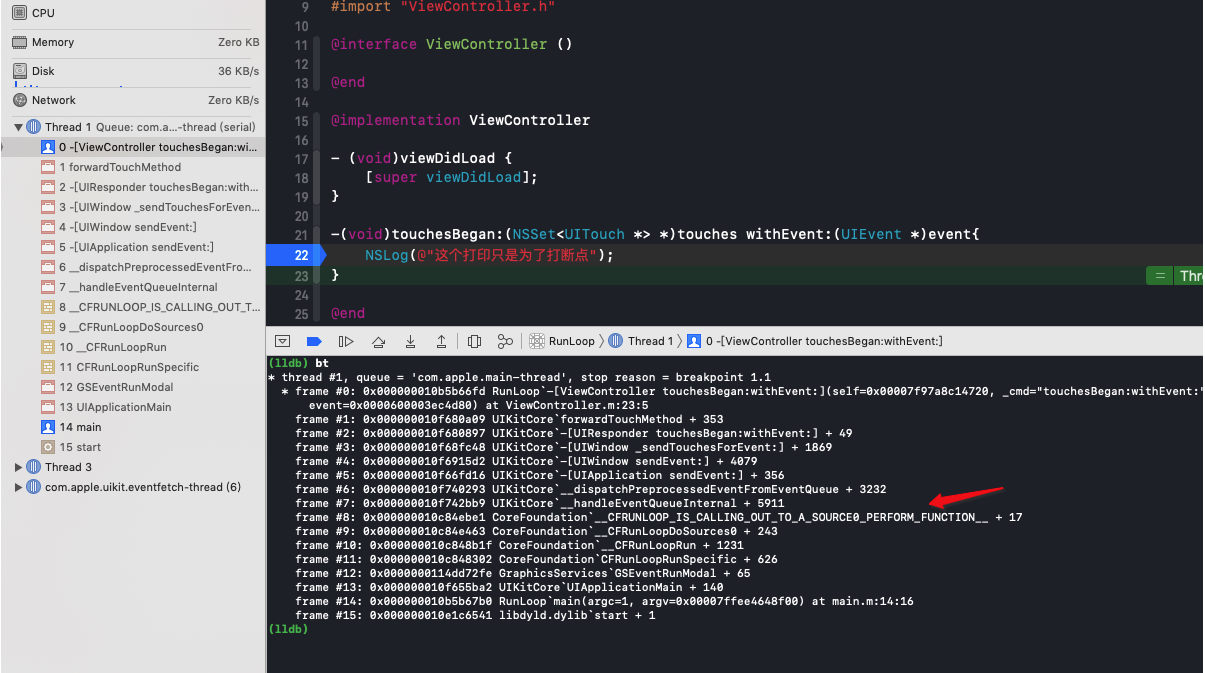 CPU
Memory Zero KB
Disk 36 KB/s
Network Zero KB/s
Thread 1 Queue: com.a...-thread (serial)
0 -[ViewController touchesBegan:wi...
1 forwardTouchMethod
2 -[UIResponder touchesBegan:with...
3 -[UIWindow _sendTouchesForEven...
4 -[UIWindow sendEvent:]
5 -[UIApplication sendEvent:]
6 __dispatchPreprocessedEventFro...
7 __handleEventQueueInternal
8 __CFRUNLOOP_IS_CALLING_OUT_T...
9 __CFRunLoopDoSources0
10 __CFRunLoopRun
11 CFRunLoopRunSpecific
12 GSEventRunModal
13 UIApplicationMain
14 main
15 start
Thread 3
com.apple.uikit.eventfetch-thread (6)
9 #import "ViewController.h"
10
11 @interface ViewController ()
12
13 @end
14
15 @implementation ViewController
16
17 - (void)viewDidLoad {
18 [super viewDidLoad];
19 }
20
21 -(void)touchesBegan:(NSSet<UITouch *> *)touches withEvent:(UIEvent *)event{
22 NSLog(@"这个打印只是为了打断点");
23 } = Thre
24
25 @end
RunLoop 〉 Thread 1 〉 0 -[ViewController touchesBegan:withEvent:]
(lldb) bt
* thread #1, queue = 'com.apple.main-thread', stop reason = breakpoint 1.1
* frame #0: 0x000000010b5b66fd RunLoop`-[ViewController touchesBegan:withEvent:](self=0x00007f97a8c14720, _cmd="touchesBegan:withEvent:"
event=0x0000600003ec4d80) at ViewController.m:23:5
frame #1: 0x000000010f680a09 UIKitCore`forwardTouchMethod + 353
frame #2: 0x000000010f680897 UIKitCore`-[UIResponder touchesBegan:withEvent:] + 49
frame #3: 0x000000010f68fc48 UIKitCore`-[UIWindow _sendTouchesForEvent:] + 1869
frame #4: 0x000000010f6915d2 UIKitCore`-[UIWindow sendEvent:] + 4079
frame #5: 0x000000010f66fd16 UIKitCore`-[UIApplication sendEvent:] + 356
frame #6: 0x000000010f740293 UIKitCore`__dispatchPreprocessedEventFromEventQueue + 3232
frame #7: 0x000000010f742bb9 UIKitCore`__handleEventQueueInternal + 5911
frame #8: 0x000000010c84ebe1 CoreFoundation`__CFRUNLOOP_IS_CALLING_OUT_TO_A_SOURCE0_PERFORM_FUNCTION__ + 17
frame #9: 0x000000010c84e463 CoreFoundation`__CFRunLoopDoSources0 + 243
frame #10: 0x000000010c848b1f CoreFoundation`__CFRunLoopRun + 1231
frame #11: 0x000000010c848302 CoreFoundation`CFRunLoopRunSpecific + 626
frame #12: 0x0000000114dd72fe GraphicsServices`GSEventRunModal + 65
frame #13: 0x000000010f655ba2 UIKitCore`UIApplicationMain + 140
frame #14: 0x000000010b5b67b0 RunLoop`main(argc=1, argv=0x00007ffee4648f00) at main.m:14:16
frame #15: 0x000000010e1c6541 libdyld.dylib`start + 1
(lldb)